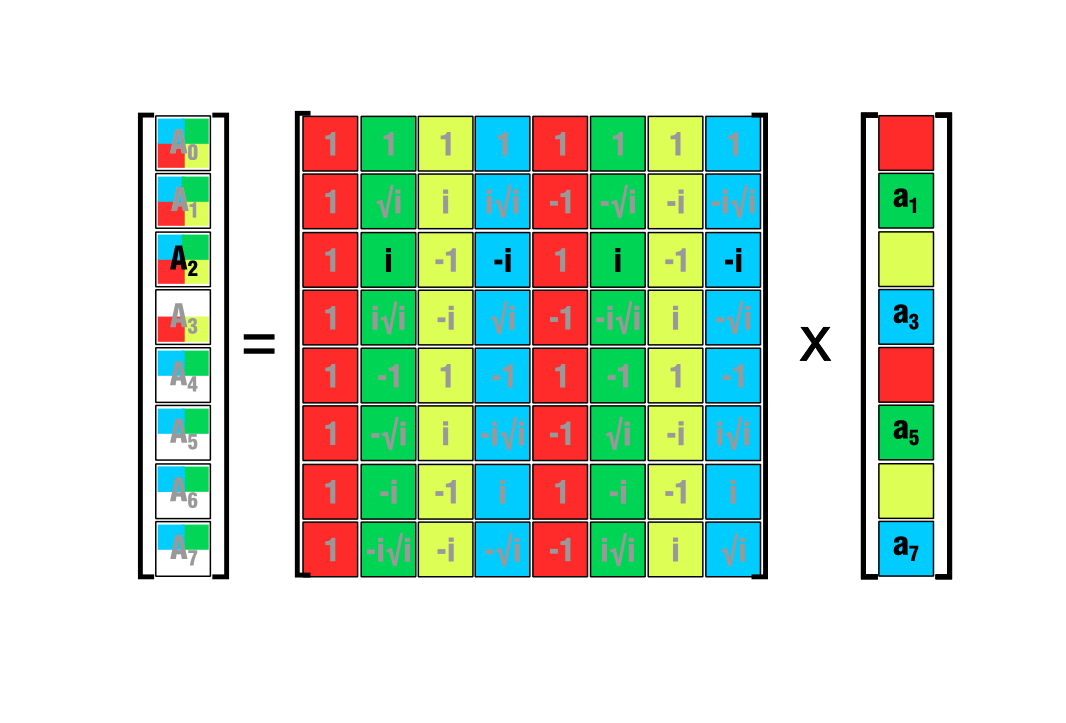 A0 1 1 1 1 1 1 1 1
A1 1 √i i i√i -1 -√i -i -i√i a1
A2 1 i -1 -i 1 i -1 -i
A3 1 i√i -i √i -1 -i√i i -√i a3
= X
A4 1 -1 1 -1 1 -1 1 -1
A5 1 -√i i -i√i -1 √i -i i√i a5
A6 1 -i -1 i 1 -i -1 i
A7 1 -i√i -i -√i -1 i√i i √i a7